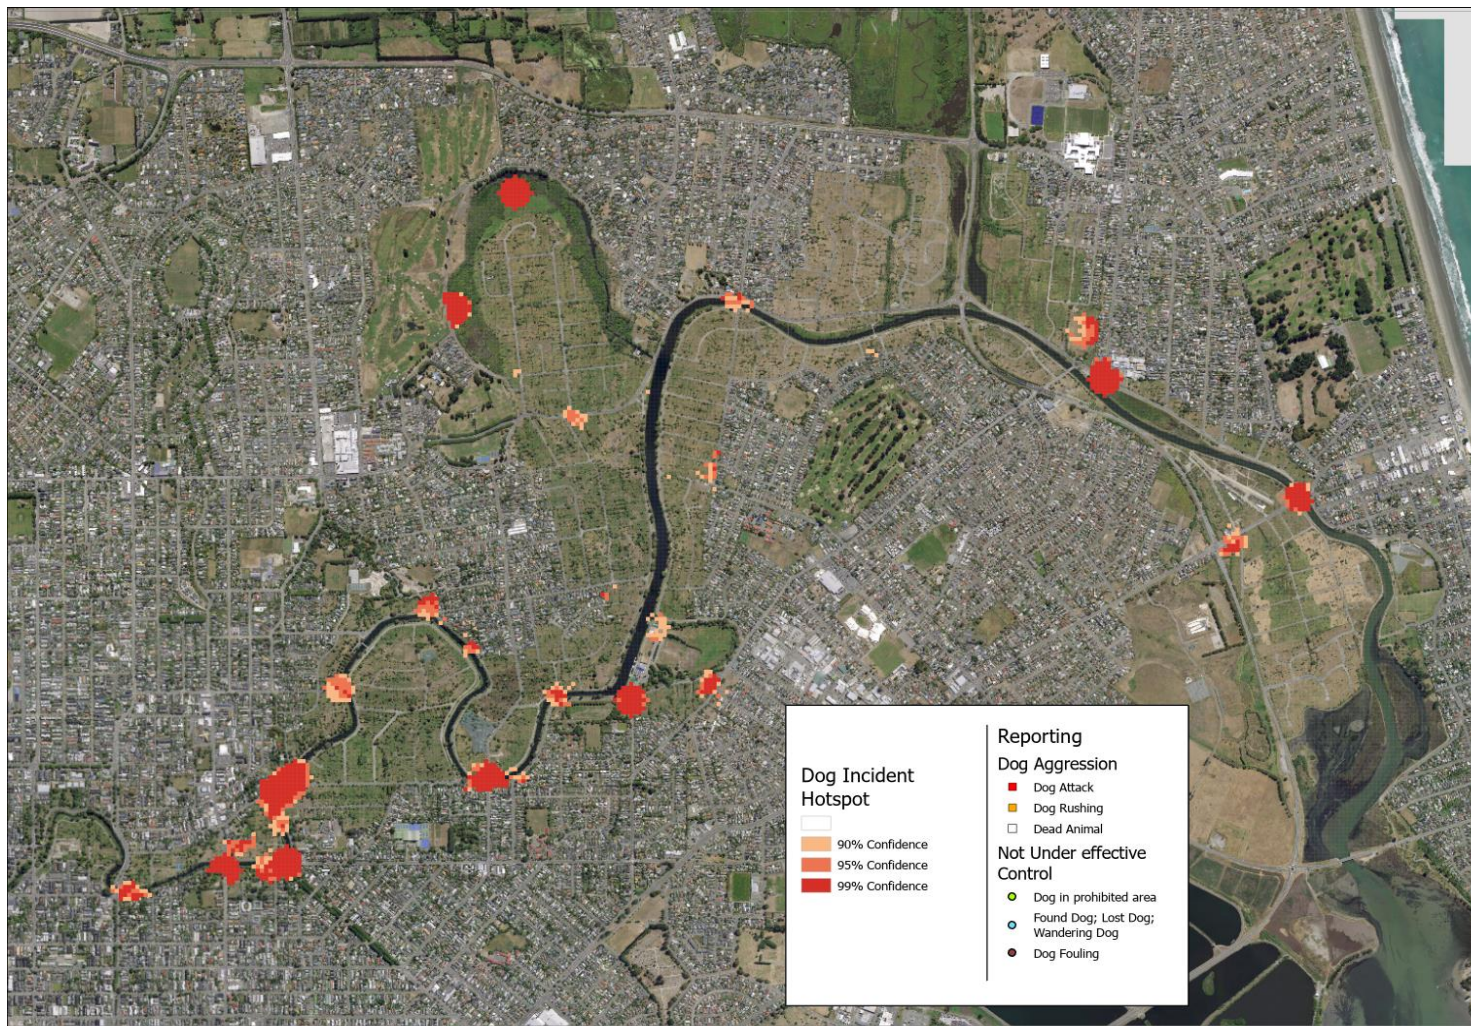 Dog Incident
Hotspot
90% Confidence
95% Confidence
99% Confidence
Reporting
Dog Aggression
Dog Attack
Dog Rushing
Dead Animal
Not Under effective
Control
Dog in prohibited area
Found Dog; Lost Dog;
Wandering Dog
Dog Fouling